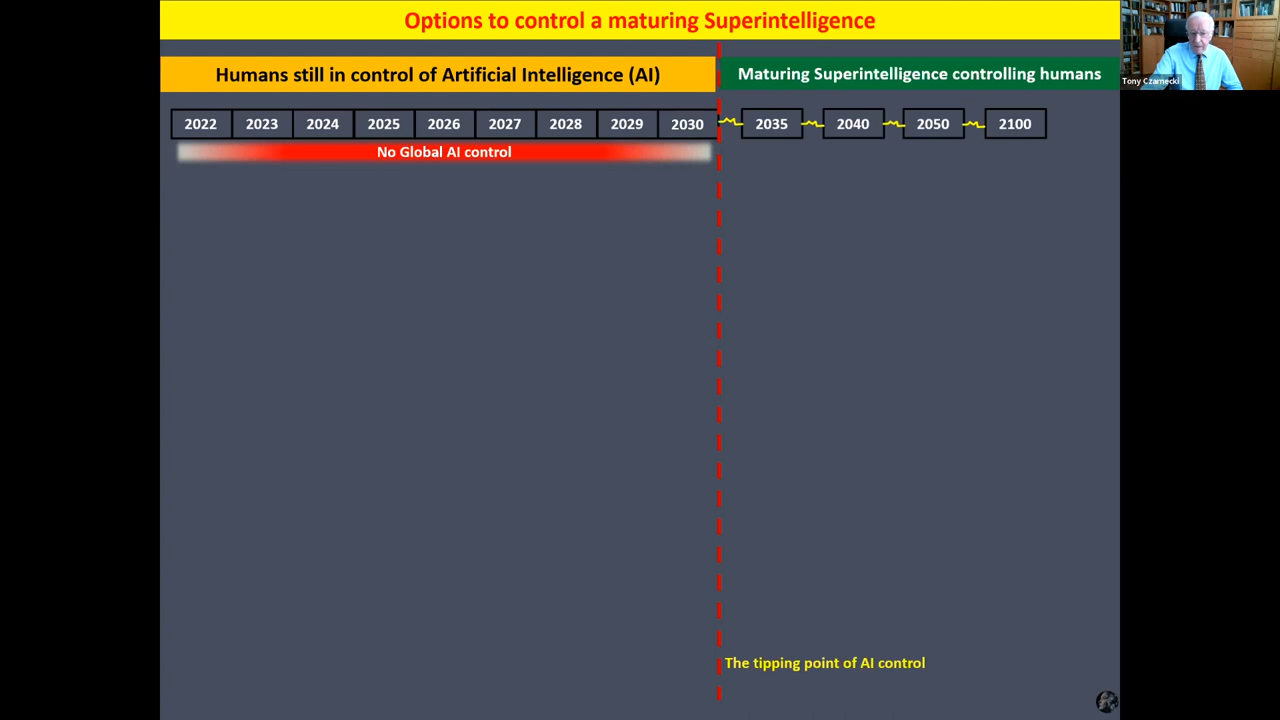 Options to control a maturing Superintelligence
Humans still in control of Artificial Intelligence (AI)
Maturing Superintelligence controlling humans
2022 2023 2024 2025 2026 2027 2028 2029 2030 2035 2040 2050 2100
No Global AI control
The tipping point of AI control
Tony Czarnecki